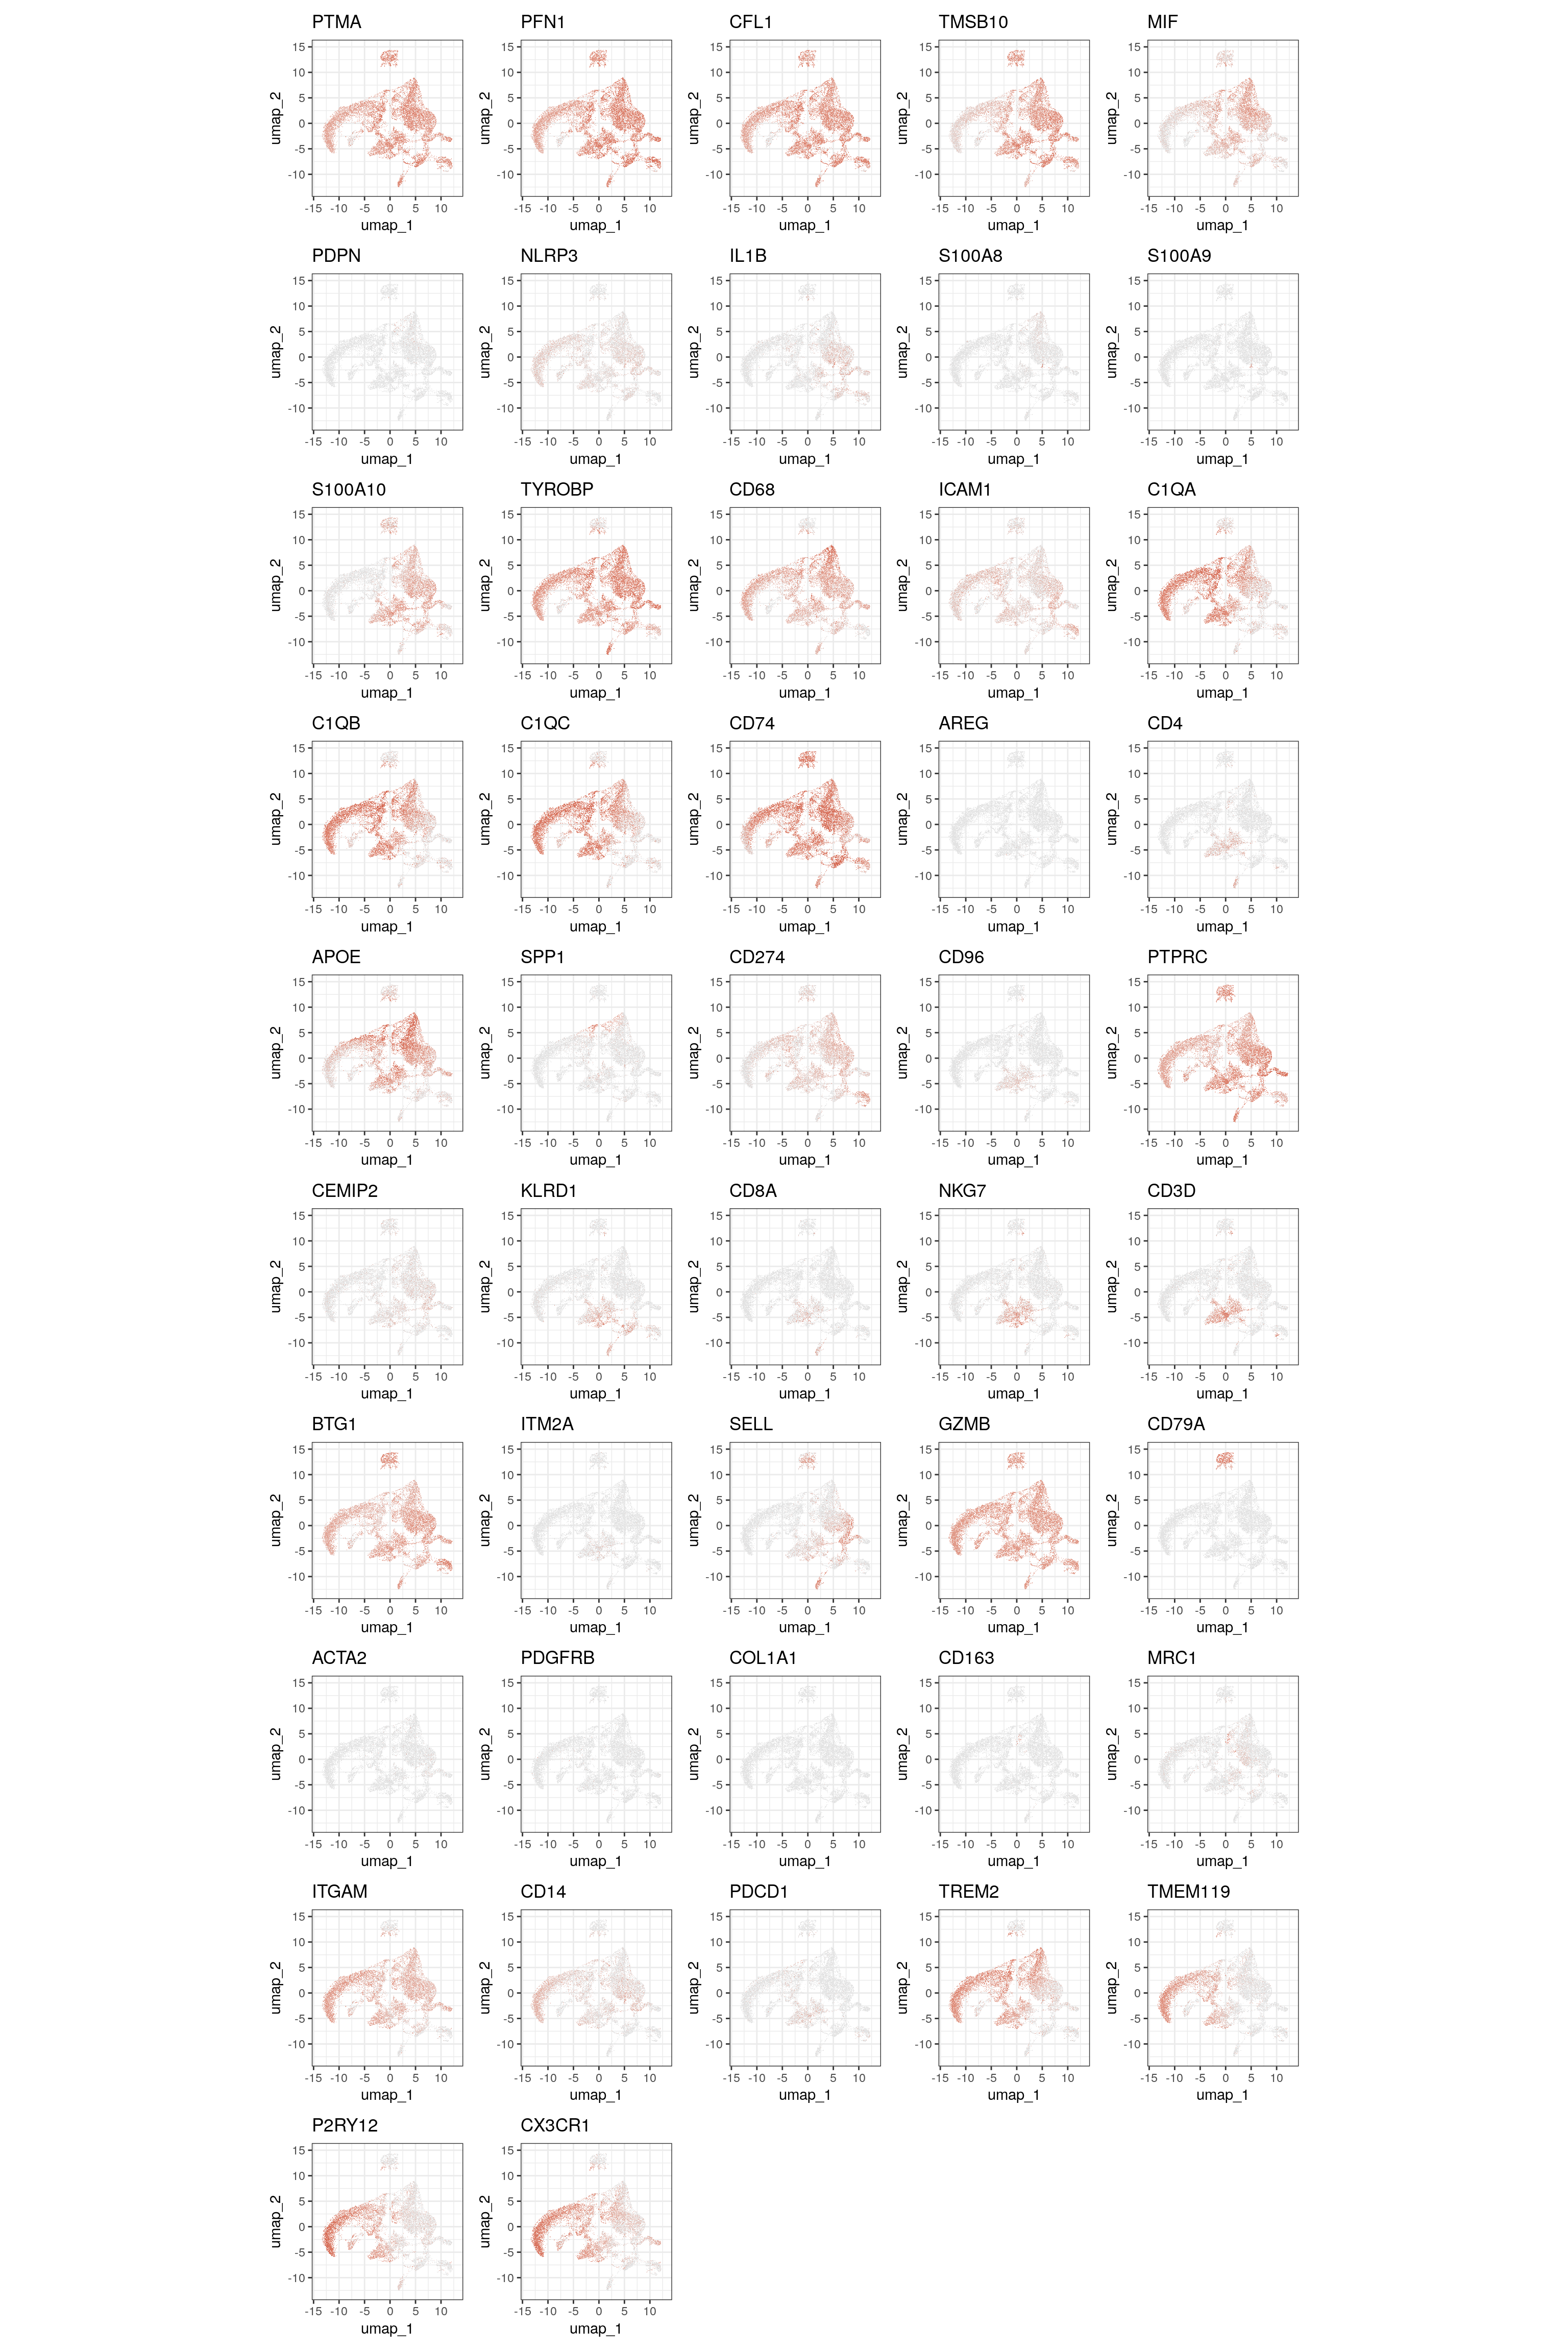 PTMA PFN1 CFL1 TMSB10 MIF
15 15 15 15 15
10 10 10 10 10
5 5 5 5 5
umap_2 umap_2 umap_2 umap_2 umap_2
0 0 0 0 0
-5 -5 -5 -5 -5
-10 -10 -10 -10 -10
-15 -10 -5 0 5 10 -15 -10 -5 0 5 10 -15 -10 -5 0 5 10 -15 -10 -5 0 5 10 -15 -10 -5 0 5 10
umap_1 umap_1 umap_1 umap_1 umap_1
PDPN NLRP3 IL1B S100A8 S100A9
15 15 15 15 15
10 10 10 10 10
5 5 5 5 5
umap_2 umap_2 umap_2 umap_2 umap_2
0 0 0 0 0
-5 -5 -5 -5 -5
-10 -10 -10 -10 -10
-15 -10 -5 0 5 10 -15 -10 -5 0 5 10 -15 -10 -5 0 5 10 -15 -10 -5 0 5 10 -15 -10 -5 0 5 10
umap_1 umap_1 umap_1 umap_1 umap_1
S100A10 TYROBP CD68 ICAM1 C1QA
15 15 15 15 15
10 10 10 10 10
5 5 5 5 5
umap_2 umap_2 umap_2 umap_2 umap_2
0 0 0 0 0
-5 -5 -5 -5 -5
-10 -10 -10 -10 -10
-15 -10 -5 0 5 10 -15 -10 -5 0 5 10 -15 -10 -5 0 5 10 -15 -10 -5 0 5 10 -15 -10 -5 0 5 10
umap_1 umap_1 umap_1 umap_1 umap_1
C1QB C1QC CD74 AREG CD4
15 15 15 15 15
10 10 10 10 10
5 5 5 5 5
umap_2 umap_2 umap_2 umap_2 umap_2
0 0 0 0 0
-5 -5 -5 -5 -5
-10 -10 -10 -10 -10
-15 -10 -5 0 5 10 -15 -10 -5 0 5 10 -15 -10 -5 0 5 10 -15 -10 -5 0 5 10 -15 -10 -5 0 5 10
umap_1 umap_1 umap_1 umap_1 umap_1
APOE SPP1 CD274 CD96 PTPRC
15 15 15 15 15
10 10 10 10 10
5 5 5 5 5
umap_2 umap_2 umap_2 umap_2 umap_2
0 0 0 0 0
-5 -5 -5 -5 -5
-10 -10 -10 -10 -10
-15 -10 -5 0 5 10 -15 -10 -5 0 5 10 -15 -10 -5 0 5 10 -15 -10 -5 0 5 10 -15 -10 -5 0 5 10
umap_1 umap_1 umap_1 umap_1 umap_1
CEMIP2 KLRD1 CD8A NKG7 CD3D
15 15 15 15 15
10 10 10 10 10
5 5 5 5 5
umap_2 umap_2 umap_2 umap_2 umap_2
0 0 0 0 0
-5 -5 -5 -5 -5
-10 -10 -10 -10 -10
-15 -10 -5 0 5 10 -15 -10 -5 0 5 10 -15 -10 -5 0 5 10 -15 -10 -5 0 5 10 -15 -10 -5 0 5 10
umap_1 umap_1 umap_1 umap_1 umap_1
BTG1 ITM2A SELL GZMB CD79A
15 15 15 15 15
10 10 10 10 10
5 5 5 5 5
umap_2 umap_2 umap_2 umap_2 umap_2
0 0 0 0 0
-5 -5 -5 -5 -5
-10 -10 -10 -10 -10
-15 -10 -5 0 5 10 -15 -10 -5 0 5 10 -15 -10 -5 0 5 10 -15 -10 -5 0 5 10 -15 -10 -5 0 5 10
umap_1 umap_1 umap_1 umap_1 umap_1
ACTA2 PDGFRB COL1A1 CD163 MRC1
15 15 15 15 15
10 10 10 10 10
5 5 5 5 5
umap_2 umap_2 umap_2 umap_2 umap_2
0 0 0 0 0
-5 -5 -5 -5 -5
-10 -10 -10 -10 -10
-15 -10 -5 0 5 10 -15 -10 -5 0 5 10 -15 -10 -5 0 5 10 -15 -10 -5 0 5 10 -15 -10 -5 0 5 10
umap_1 umap_1 umap_1 umap_1 umap_1
ITGAM CD14 PDCD1 TREM2 TMEM119
15 15 15 15 15
10 10 10 10 10
5 5 5 5 5
umap_2 umap_2 umap_2 umap_2 umap_2
0 0 0 0 0
-5 -5 -5 -5 -5
-10 -10 -10 -10 -10
-15 -10 -5 0 5 10 -15 -10 -5 0 5 10 -15 -10 -5 0 5 10 -15 -10 -5 0 5 10 -15 -10 -5 0 5 10
umap_1 umap_1 umap_1 umap_1 umap_1
P2RY12 CX3CR1
15 15
10 10
5 5
umap_2 umap_2
0 0
-5 -5
-10 -10
-15 -10 -5 0 5 10 -15 -10 -5 0 5 10
umap_1 umap_1